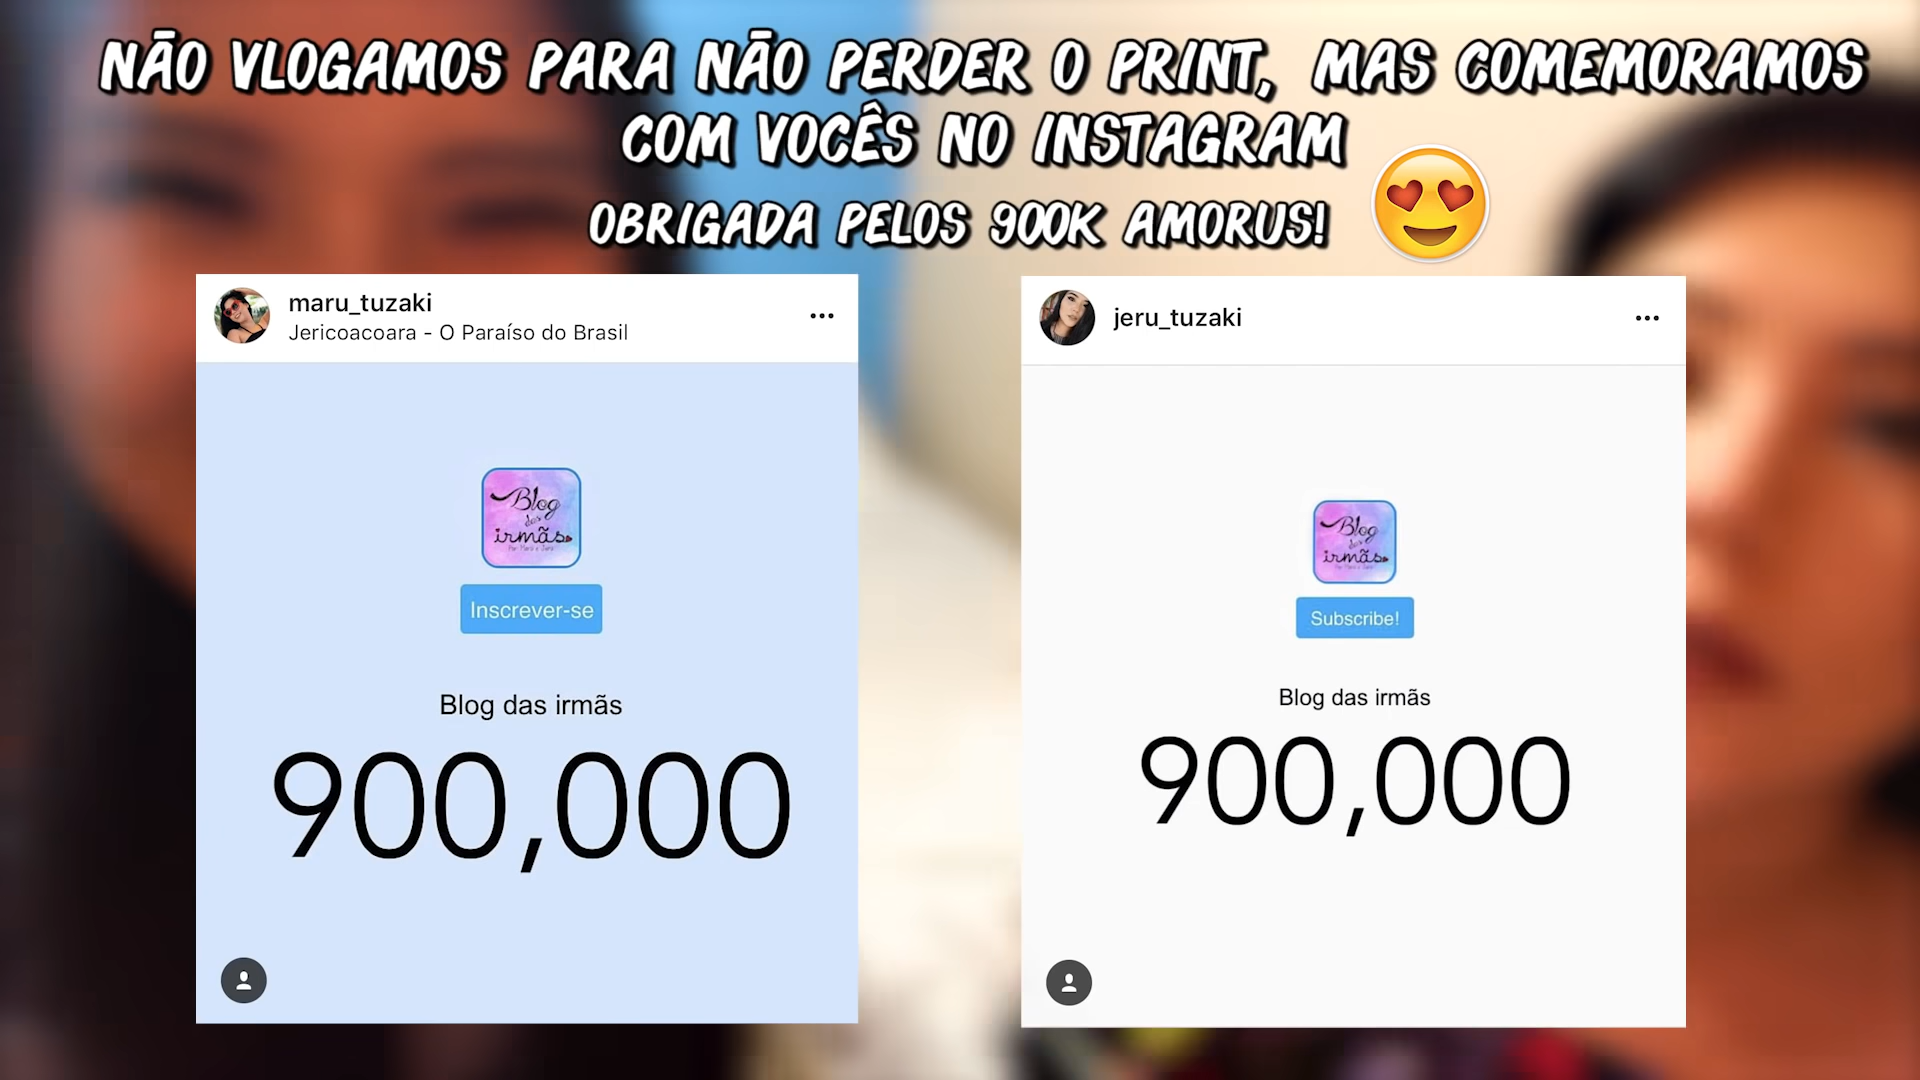 NÃO VLOGAMOS PARA NÃO PERDER O PRINT, MAS COMEMORAMOS
COM VOCÊS NO INSTAGRAM
OBRIGADA PELOS 900K AMORUS!
maru_tuzaki
Jericoacoara - O Paraíso do Brasil
Blog
das
irmãs
Inscrever-se
Blog das irmãs
900,000
jeru_tuzaki
Blog
das
irmãs
Subscribe!
Blog das irmãs
900,000